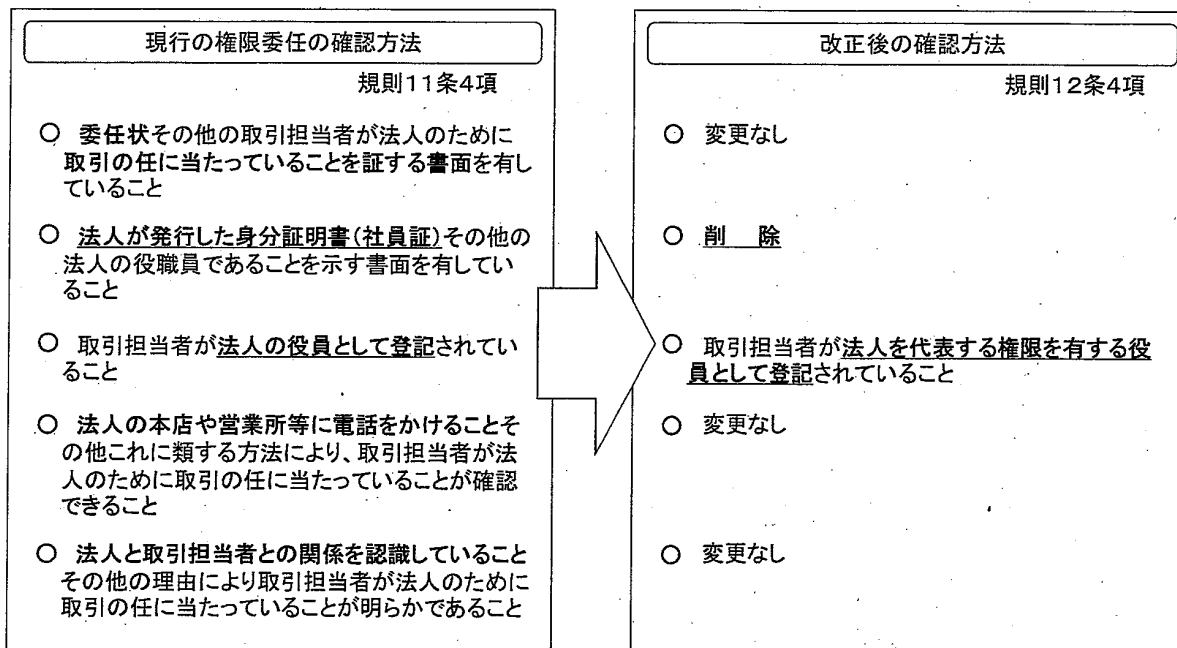 現行の権限委任の確認方法
規則11条4項
○ 委任状その他の取引担当者が法人のために
取引の任に当たっていることを証する書面を有し
ていること
○ 法人が発行した身分証明書(社員証)その他の
法人の役職員であることを示す書面を有してい
ること
○ 取引担当者が法人の役員として登記されてい
ること
○ 法人の本店や営業所等に電話をかけることそ
の他これに類する方法により、取引担当者が法
人のために取引の任に当たっていることが確認
できること
○ 法人と取引担当者との関係を認識していること
その他の理由により取引担当者が法人のために
取引の任に当たっていることが明らかであること
改正後の確認方法
規則12条4項
○ 変更なし
○ 削 除
○ 取引担当者が法人を代表する権限を有する役
員として登記されていること
○ 変更なし
○ 変更なし